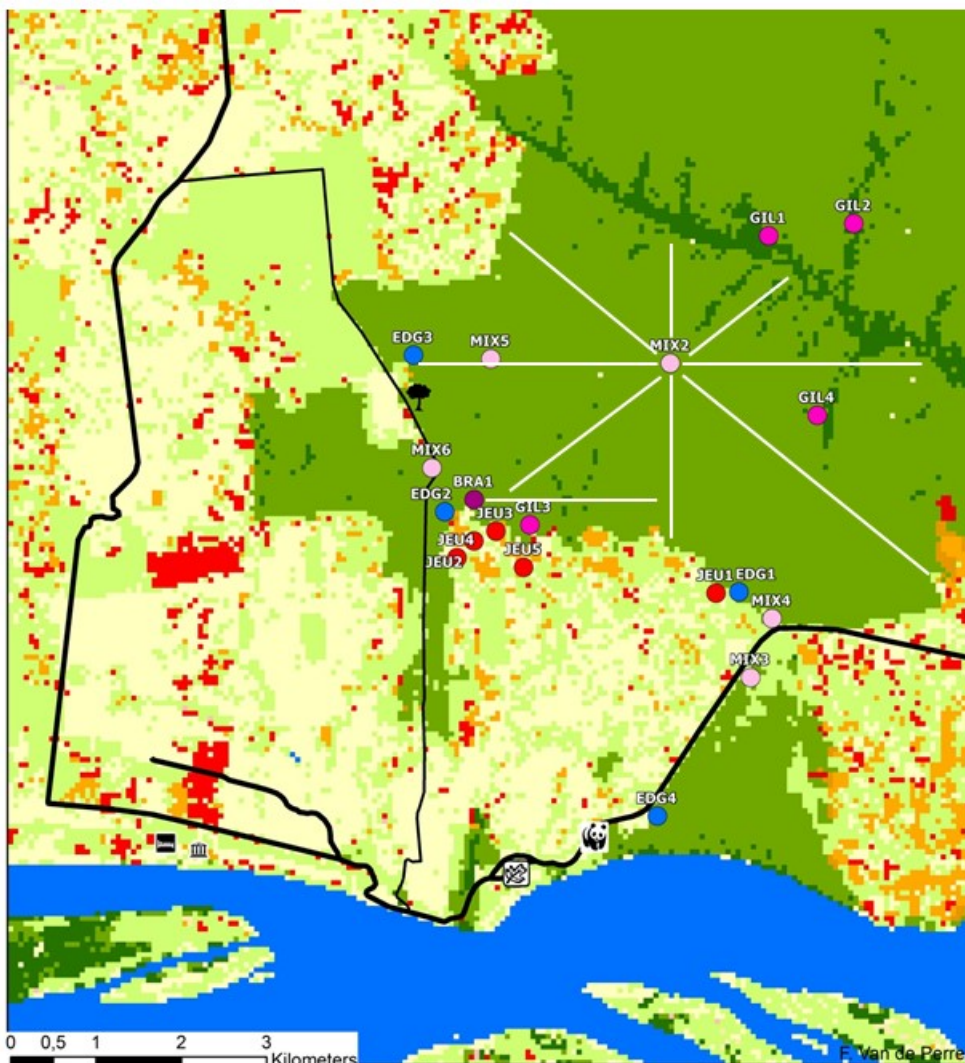 GIL1
GIL2
EDG3
MIX5
MIX2
GIL4
MIX6
BRA1
EDG2
JEU3
GIL3
JEU4
JEU2
JEU5
JEU1
EDG1
MIX4
MIX3
EDG4
0 0,5 1 2 3
Kilometers
F. Van de Perre